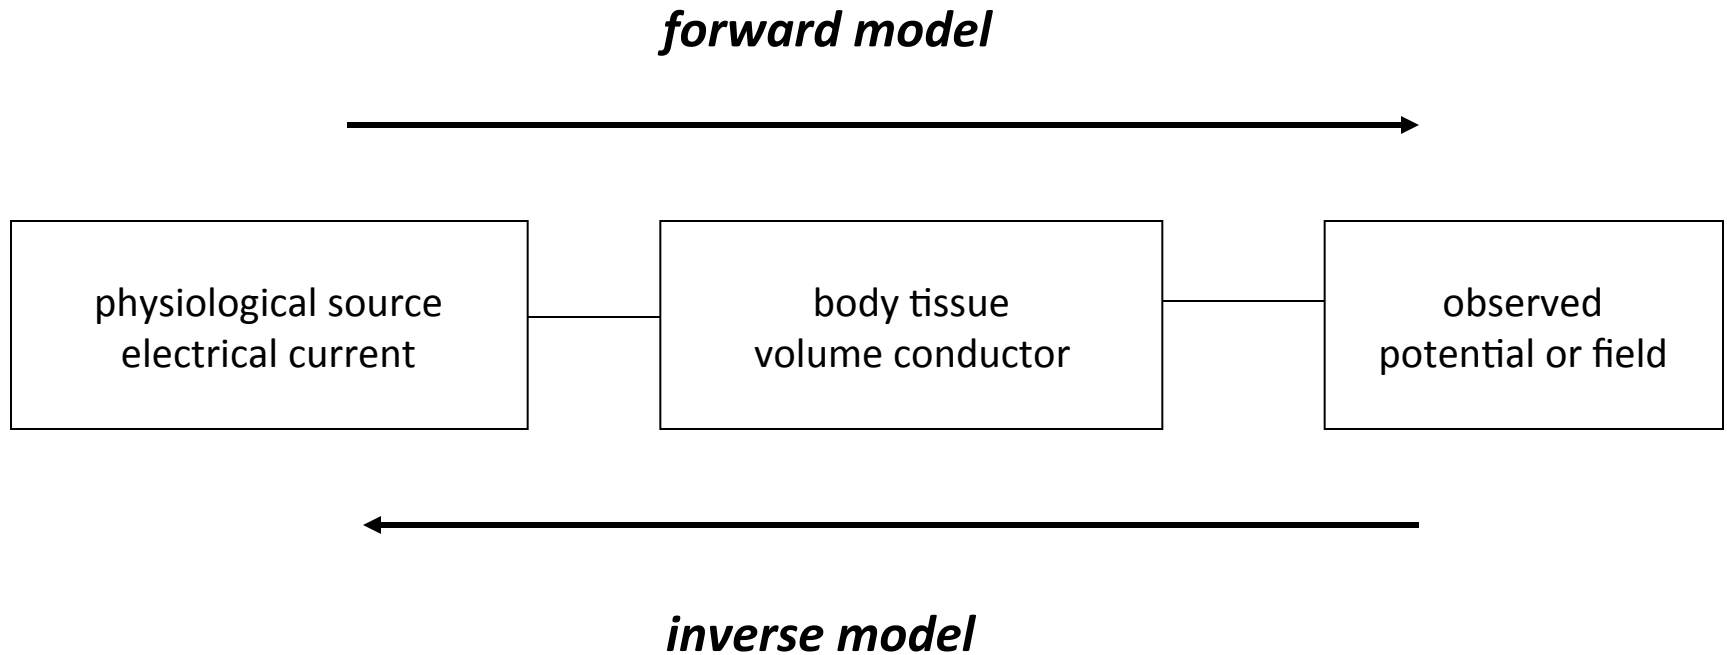 forward model
physiological source
electrical current
body tissue
volume conductor
observed
potential or field
inverse model